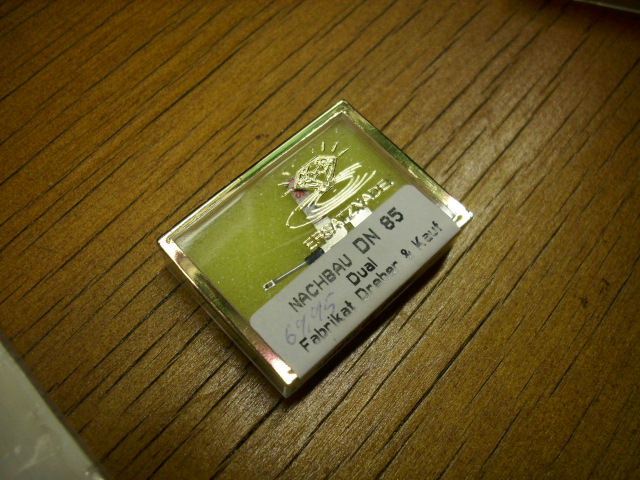 ERSATZNADEL
NACHBAU DN 85
Dual
Fabrikat Dreher & Kauf